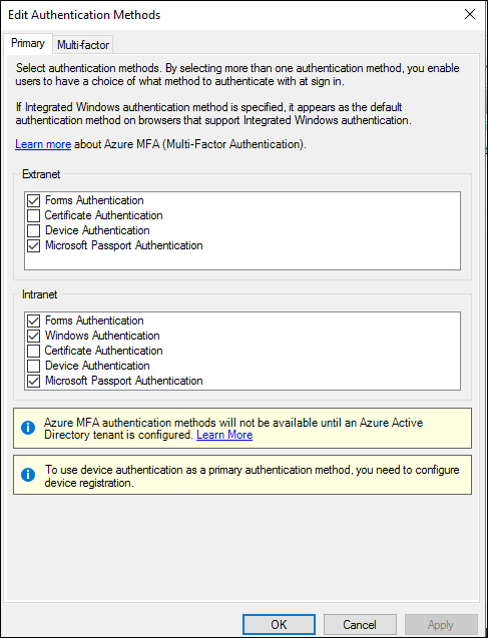 Edit Authentication Methods
Primary
Multi-factor
Select authentication methods. By selecting more than one authentication method, you enable
users to have a choice of what method to authenticate with at sign in.
If Integrated Windows authentication method is specified, it appears as the default
authentication method on browsers that support Integrated Windows authentication.
Learn more about Azure MFA (Multi-Factor Authentication).
Extranet
Forms Authentication
Certificate Authentication
Device Authentication
Microsoft Passport Authentication
Intranet
Forms Authentication
Windows Authentication
Certificate Authentication
Device Authentication
Microsoft Passport Authentication
Azure MFA authentication methods will not be available until an Azure Active
Directory tenant is configured. Learn More
To use device authentication as a primary authentication method, you need to configure
device registration.
OK
Cancel
Apply